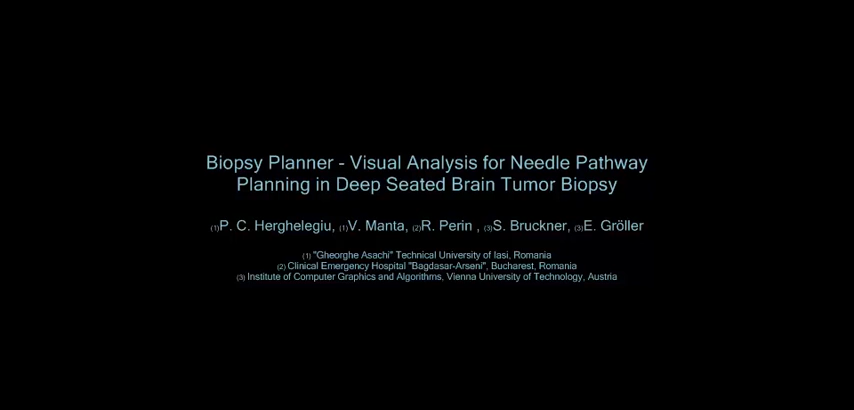 Biopsy Planner - Visual Analysis for Needle Pathway
Planning in Deep Seated Brain Tumor Biopsy
(1)P. C. Herghelegiu, (1)V. Manta, (2)R. Perin , (3)S. Bruckner, (3)E. Gröller
(1) "Gheorghe Asachi" Technical University of Iasi, Romania
(2) Clinical Emergency Hospital "Bagdasar-Arseni", Bucharest, Romania
(3) Institute of Computer Graphics and Algorithms, Vienna University of Technology, Austria